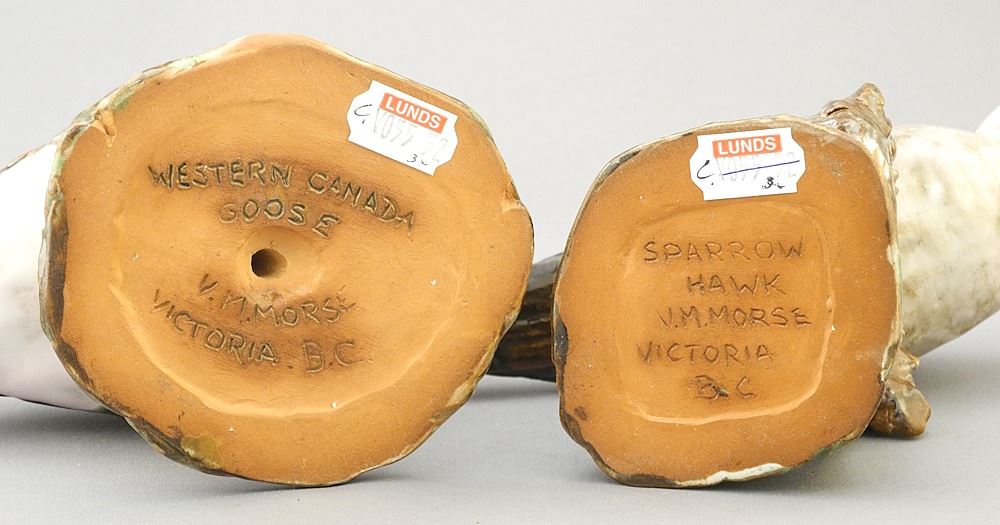 LUNDS
WESTERN CANADA
GOOSE
V.M.MORSE
VICTORIA. B.C.
LUNDS
SPARROW
HAWK
V.M.MORSE
VICTORIA
B.C